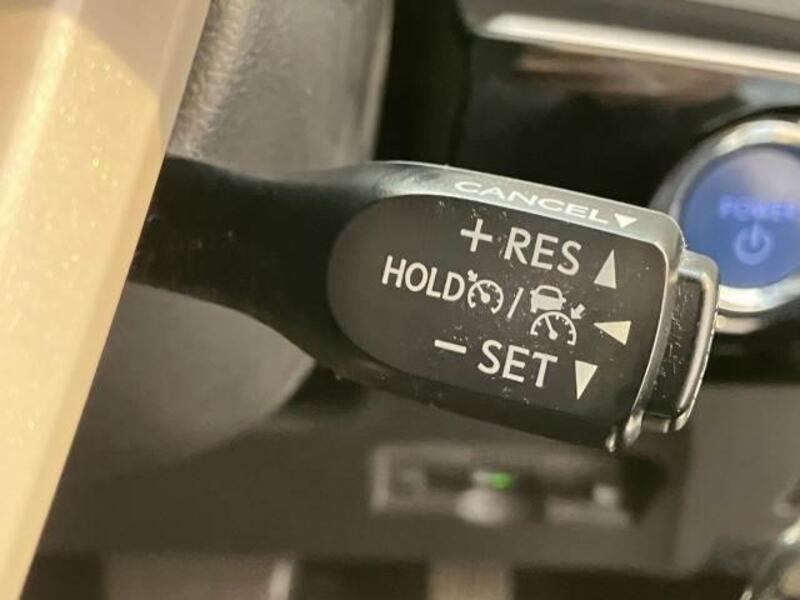 CANCEL
+ RES
HOLD /
- SET
POWER